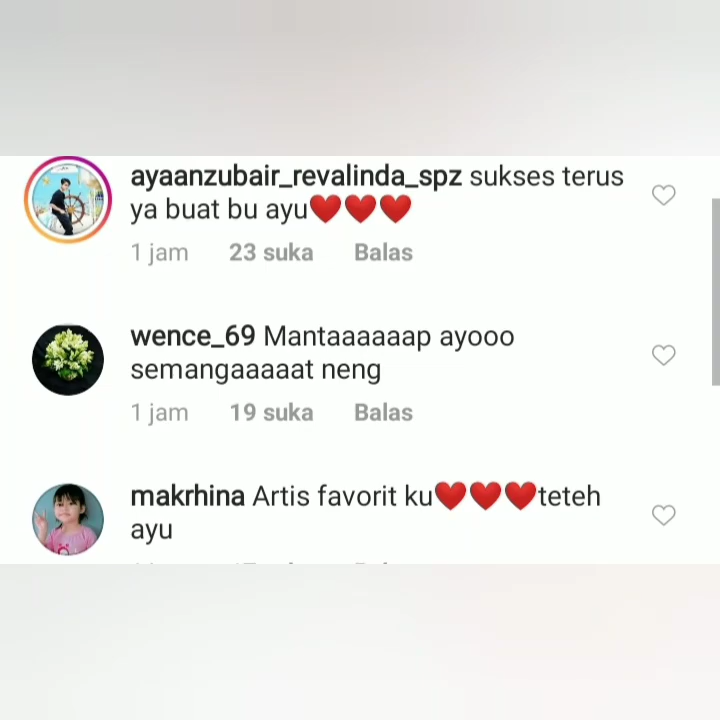 ayaanzubair_revalinda_spz sukses terus
ya buat bu ayu❤️❤️❤️
1 jam 23 suka Balas
wence_69 Mantaaaaaap ayooo
semangaaaaat neng
1 jam 19 suka Balas
makrhina Artis favorit ku❤️❤️❤️teteh
ayu